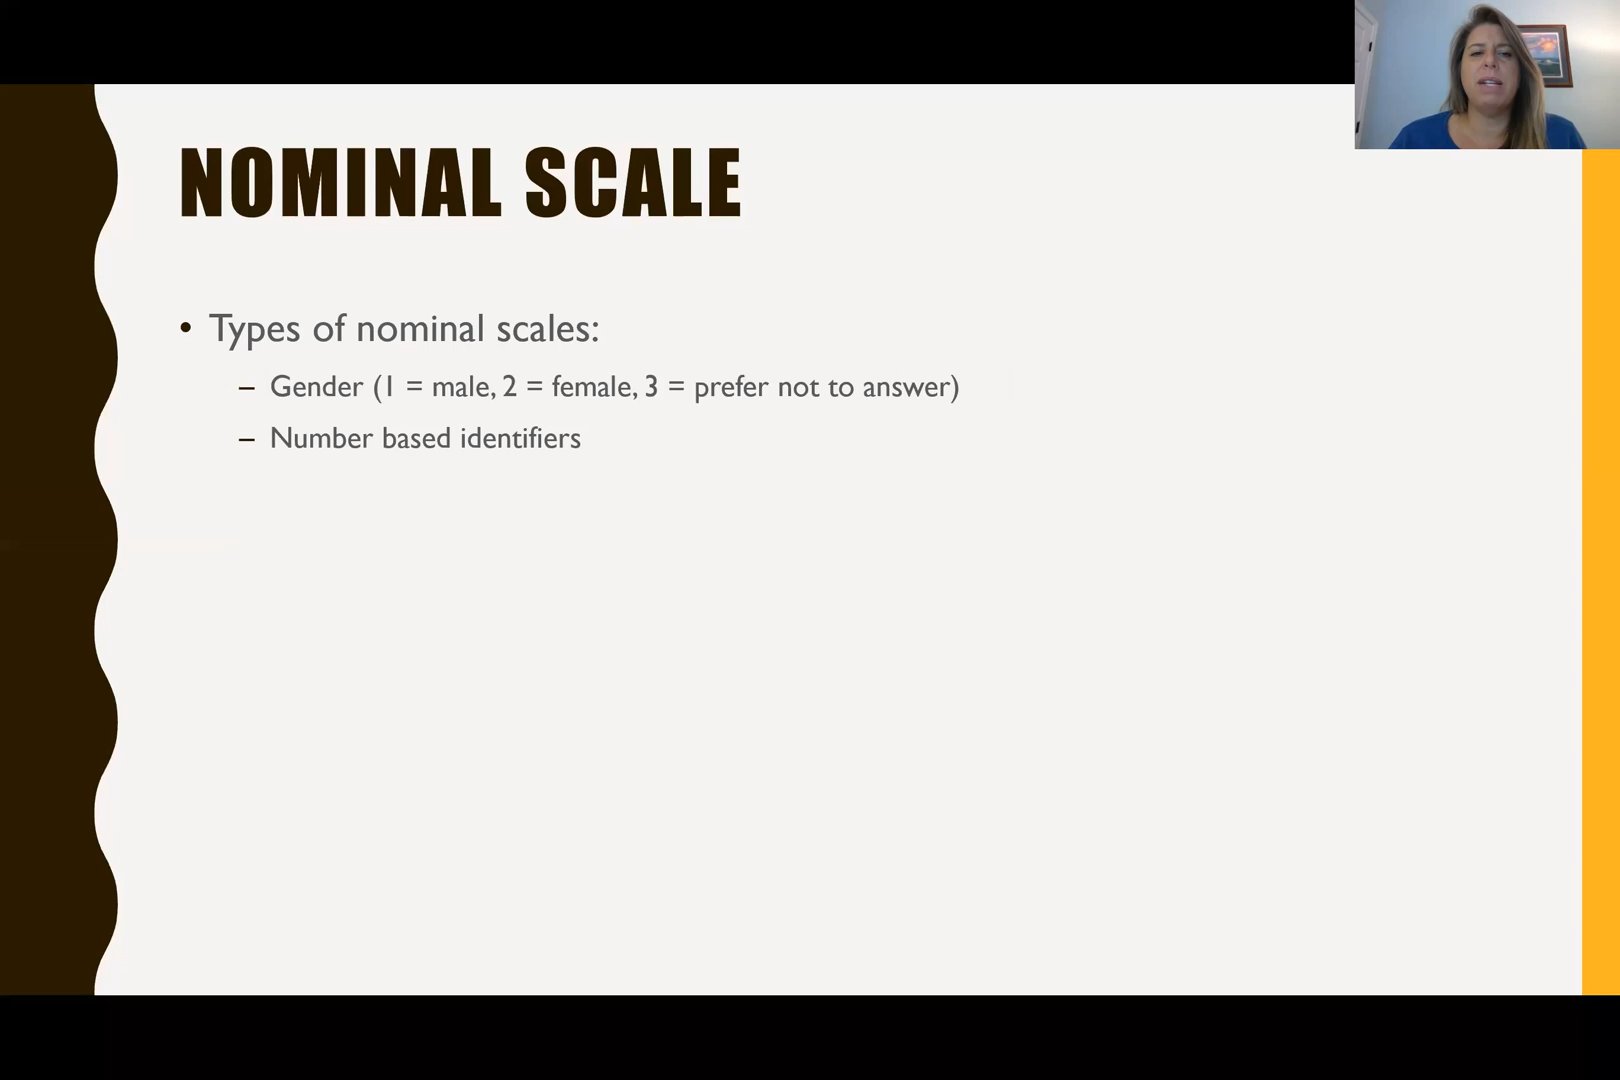 NOMINAL SCALE
• Types of nominal scales:
– Gender (1 = male, 2 = female, 3 = prefer not to answer)
– Number based identifiers